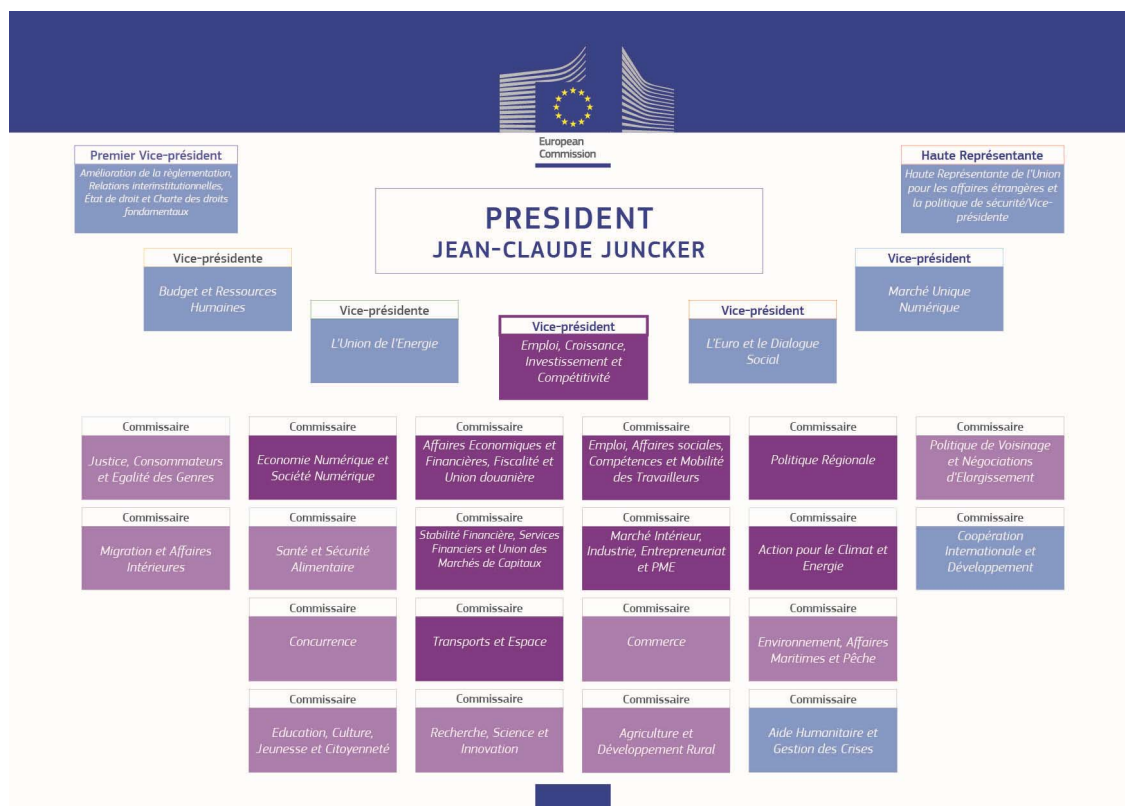 European
Commission
Premier Vice-président
Amélioration de la règlementation,
Relations interinstitutionnelles,
État de droit et Charte des droits
fondamentaux
Haute Représentante
Haute Représentante de l'Union
pour les affaires étrangères et
la politique de sécurité/Vice-
présidente
PRESIDENT
JEAN-CLAUDE JUNCKER
Vice-présidente
Budget et Ressources
Humaines
Vice-président
Marché Unique
Numérique
Vice-présidente
L'Union de l'Energie
Vice-président
Emploi, Croissance,
Investissement et
Compétitivité
Vice-président
L'Euro et le Dialogue
Social
Commissaire
Justice, Consommateurs
et Egalité des Genres
Commissaire
Economie Numérique et
Société Numérique
Commissaire
Affaires Economiques et
Financières, Fiscalité et
Union douanière
Commissaire
Emploi, Affaires sociales,
Compétences et Mobilité
des Travailleurs
Commissaire
Politique Régionale
Commissaire
Politique de Voisinage
et Négociations
d'Elargissement
Commissaire
Migration et Affaires
Intérieures
Commissaire
Santé et Sécurité
Alimentaire
Commissaire
Stabilité Financière, Services
Financiers et Union des
Marchés de Capitaux
Commissaire
Marché Intérieur,
Industrie, Entrepreneuriat
et PME
Commissaire
Action pour le Climat et
Energie
Commissaire
Coopération
Internationale et
Développement
Commissaire
Concurrence
Commissaire
Transports et Espace
Commissaire
Commerce
Commissaire
Environnement, Affaires
Maritimes et Pêche
Commissaire
Education, Culture,
Jeunesse et Citoyenneté
Commissaire
Recherche, Science et
Innovation
Commissaire
Agriculture et
Développement Rural
Commissaire
Aide Humanitaire et
Gestion des Crises